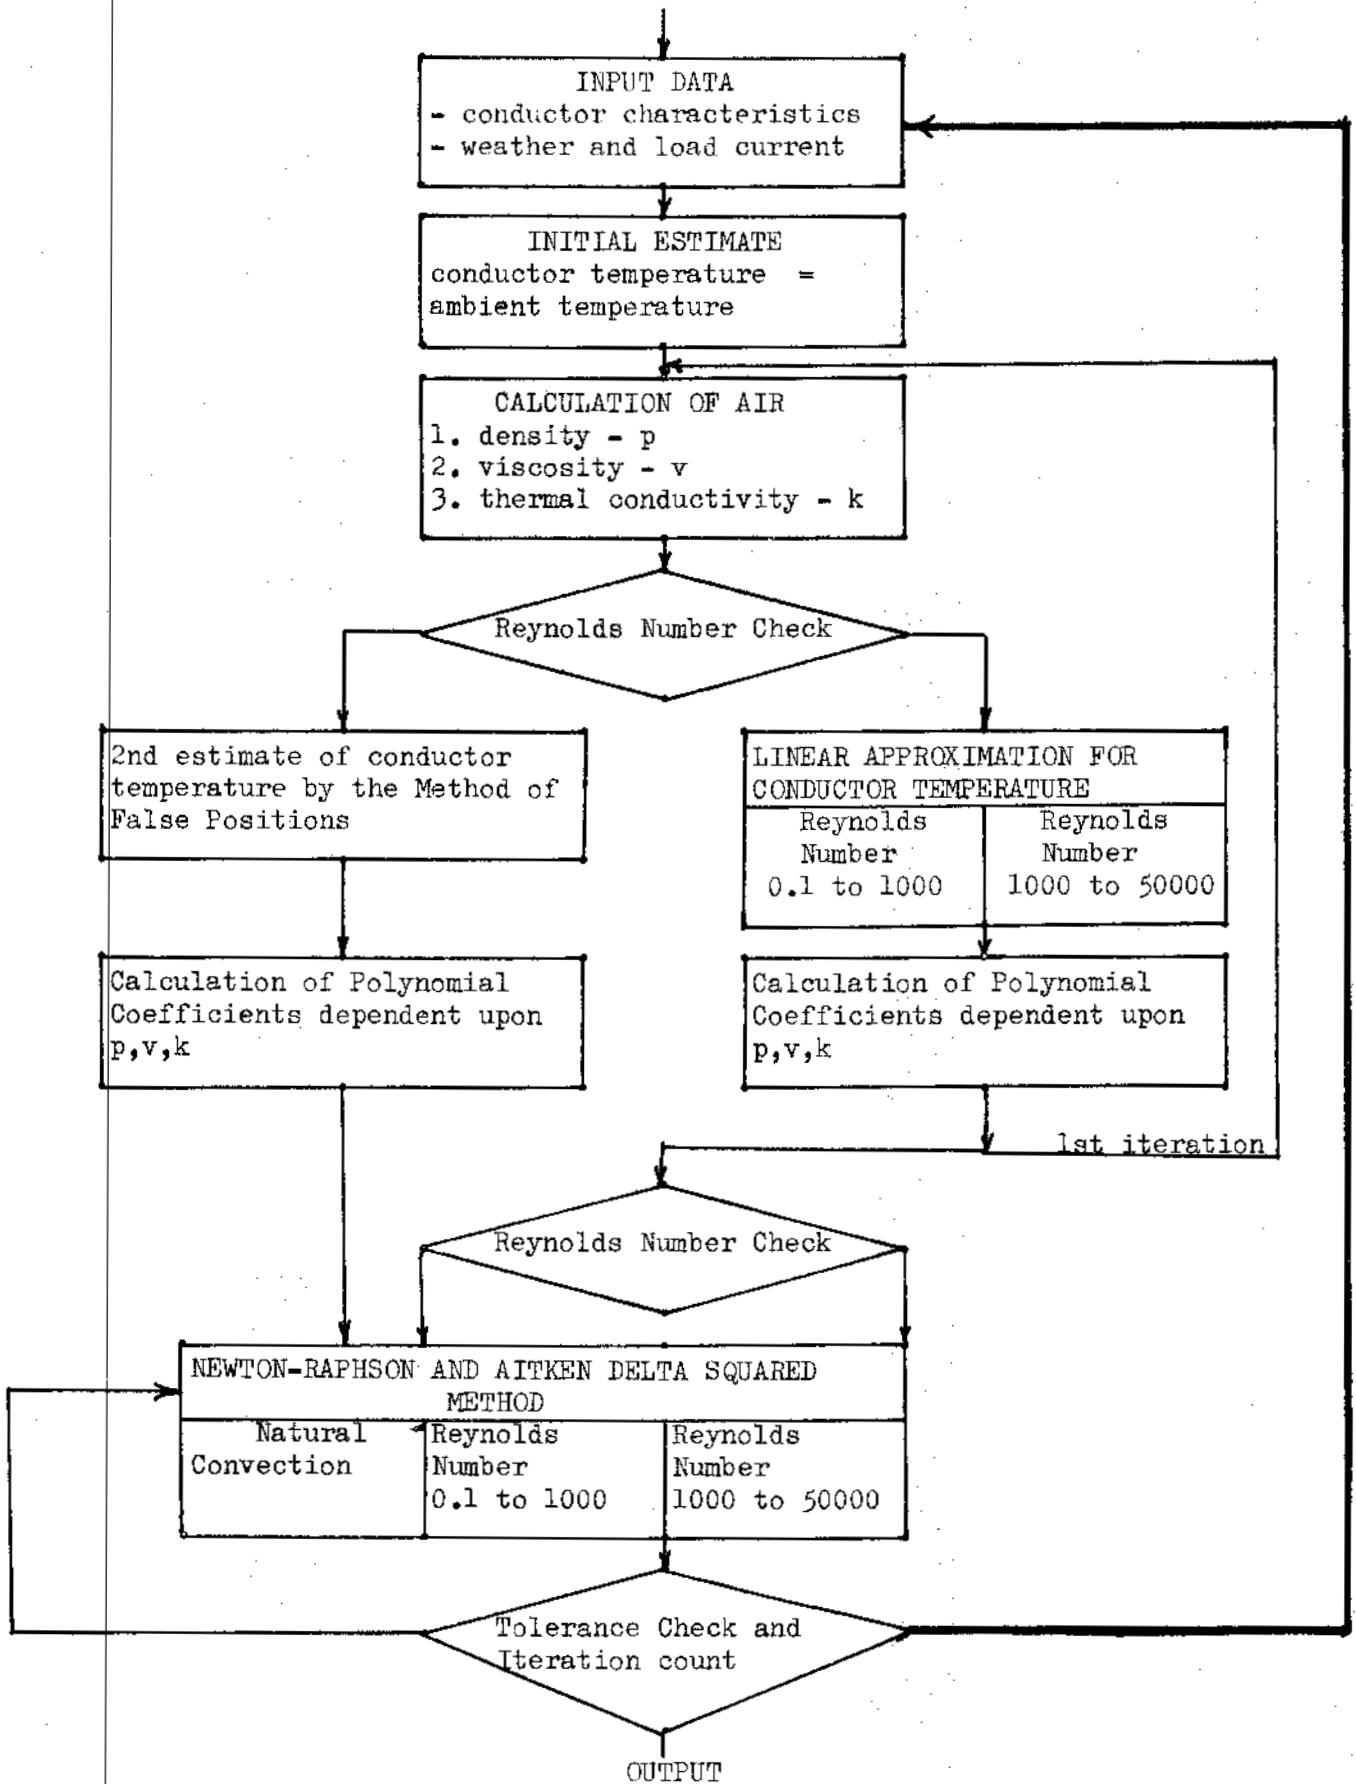 INPUT DATA
- conductor characteristics
- weather and load current
INITIAL ESTIMATE
conductor temperature =
ambient temperature
CALCULATION OF AIR
1. density - p
2. viscosity - v
3. thermal conductivity - k
Reynolds Number Check
2nd estimate of conductor
temperature by the Method of
False Positions
LINEAR APPROXIMATION FOR
CONDUCTOR TEMPERATURE
Reynolds
Number
0.1 to 1000
Reynolds
Number
1000 to 50000
Calculation of Polynomial
Coefficients dependent upon
p,v,k
Calculation of Polynomial
Coefficients dependent upon
p,v,k
1st iteration
Reynolds Number Check
NEWTON-RAPHSON AND AITKEN DELTA SQUARED
METHOD
Natural
Convection
Reynolds
Number
0.1 to 1000
Reynolds
Number
1000 to 50000
Tolerance Check and
Iteration count
OUTPUT